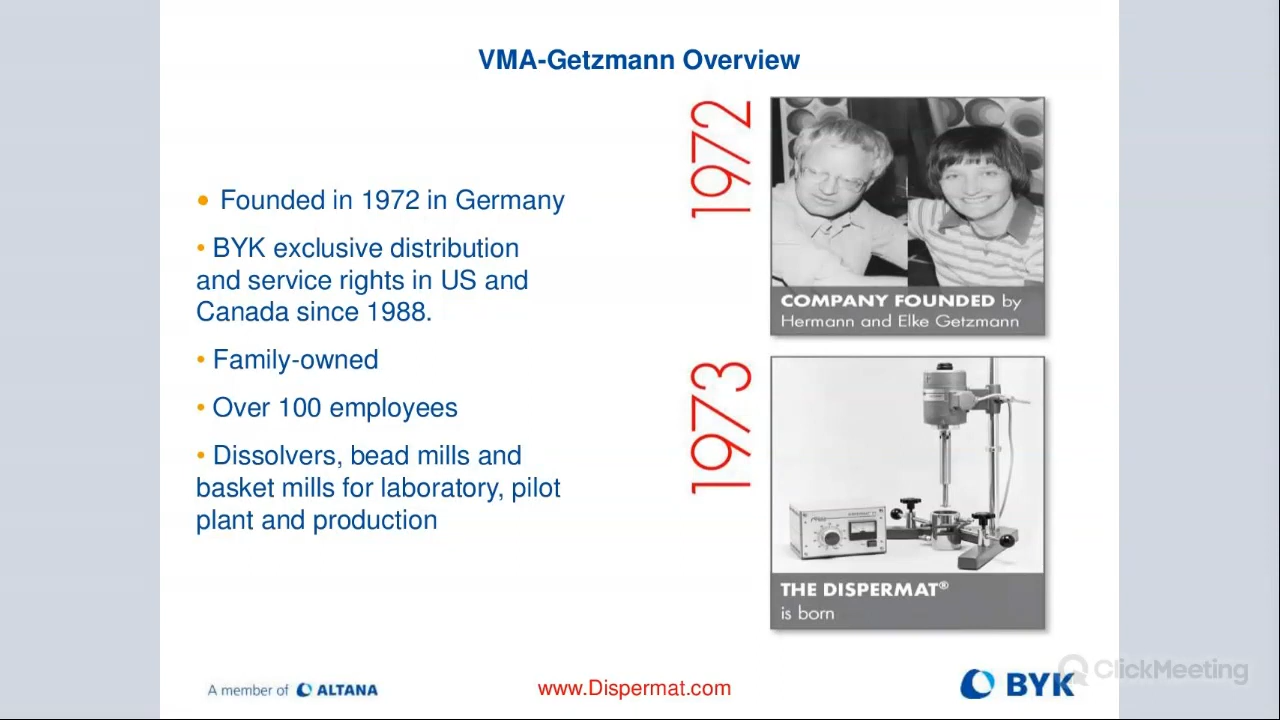 VMA-Getzmann Overview
• Founded in 1972 in Germany
• BYK exclusive distribution
and service rights in US and
Canada since 1988.
• Family-owned
• Over 100 employees
• Dissolvers, bead mills and
basket mills for laboratory, pilot
plant and production
1972
COMPANY FOUNDED by
Hermann and Elke Getzmann
1973
THE DISPERMAT®
is born
A member of ALTANA
www.Dispermat.com
BYK
ClickMeeting